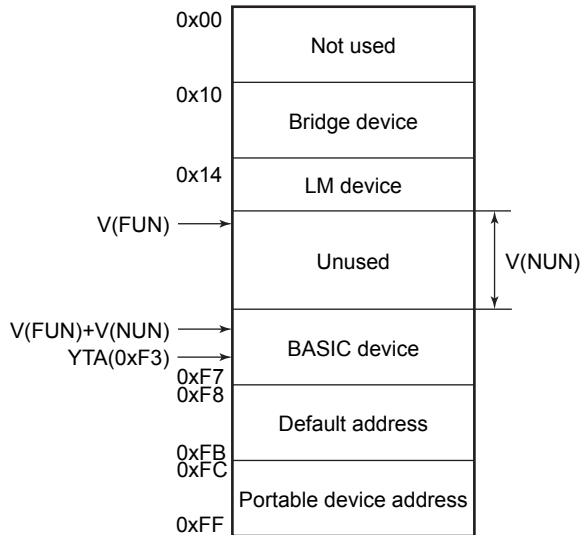 0x00
Not used
0x10
Bridge device
0x14
LM device
V(FUN)
Unused
V(NUN)
V(FUN)+V(NUN)
BASIC device
YTA(0xF3)
0xF7
0xF8
Default address
0xFB
0xFC
Portable device address
0xFF